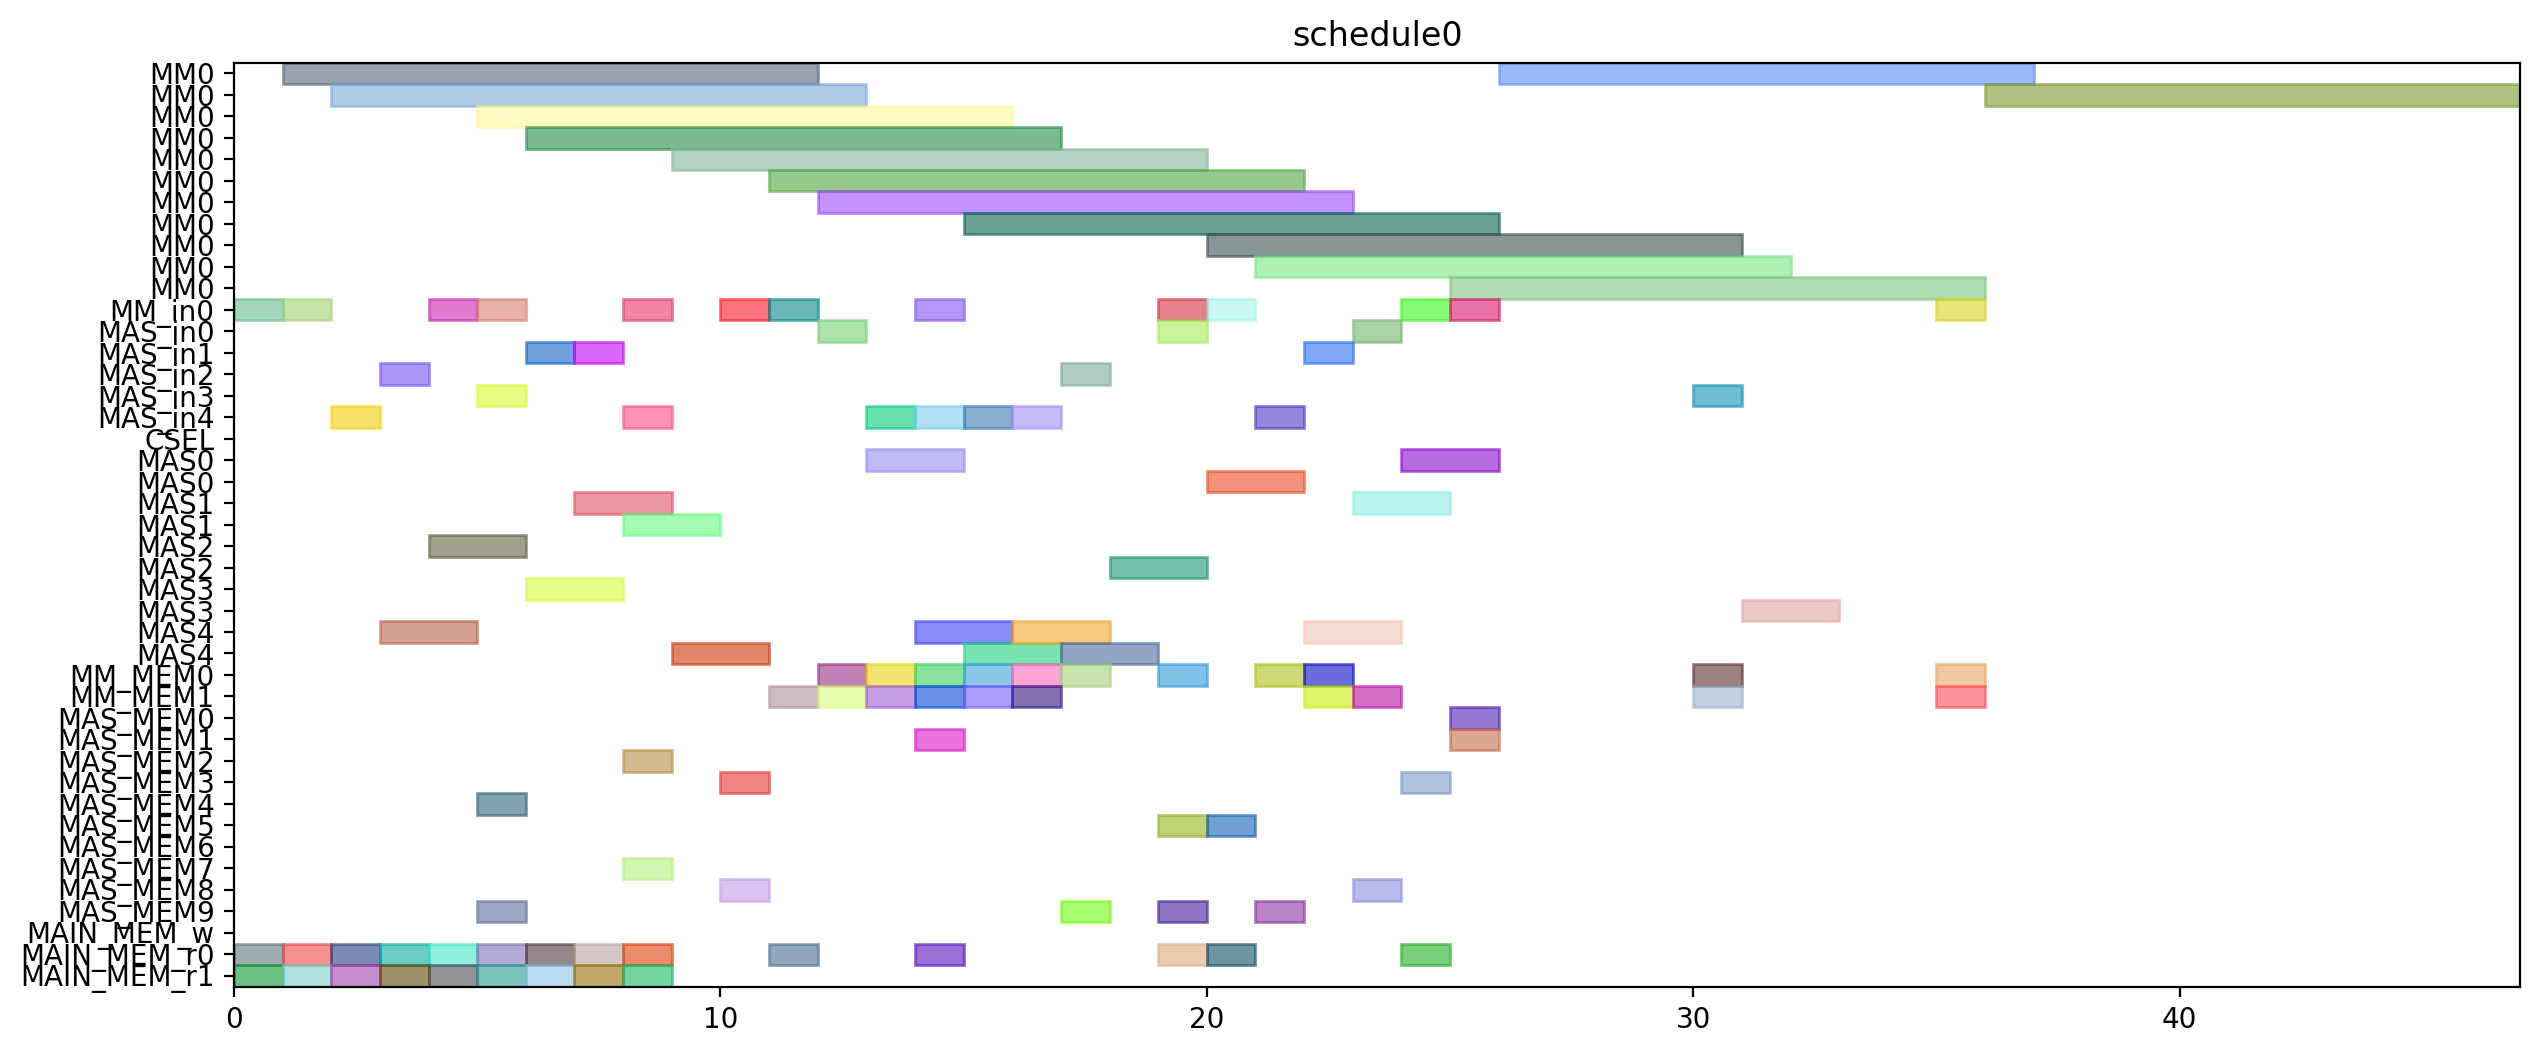 schedule0
MM0
MM0
MM0
MM0
MM0
MM0
MM0
MM0
MM0
MM0
MM0
MM_in0
MAS_in0
MAS_in1
MAS_in2
MAS_in3
MAS_in4
CSEL
MAS0
MAS0
MAS1
MAS1
MAS2
MAS2
MAS3
MAS3
MAS4
MAS4
MM_MEM0
MM_MEM1
MAS_MEM0
MAS_MEM1
MAS_MEM2
MAS_MEM3
MAS_MEM4
MAS_MEM5
MAS_MEM6
MAS_MEM7
MAS_MEM8
MAS_MEM9
MAIN_MEM_w
MAIN_MEM_r0
MAIN_MEM_r1
0 10 20 30 40